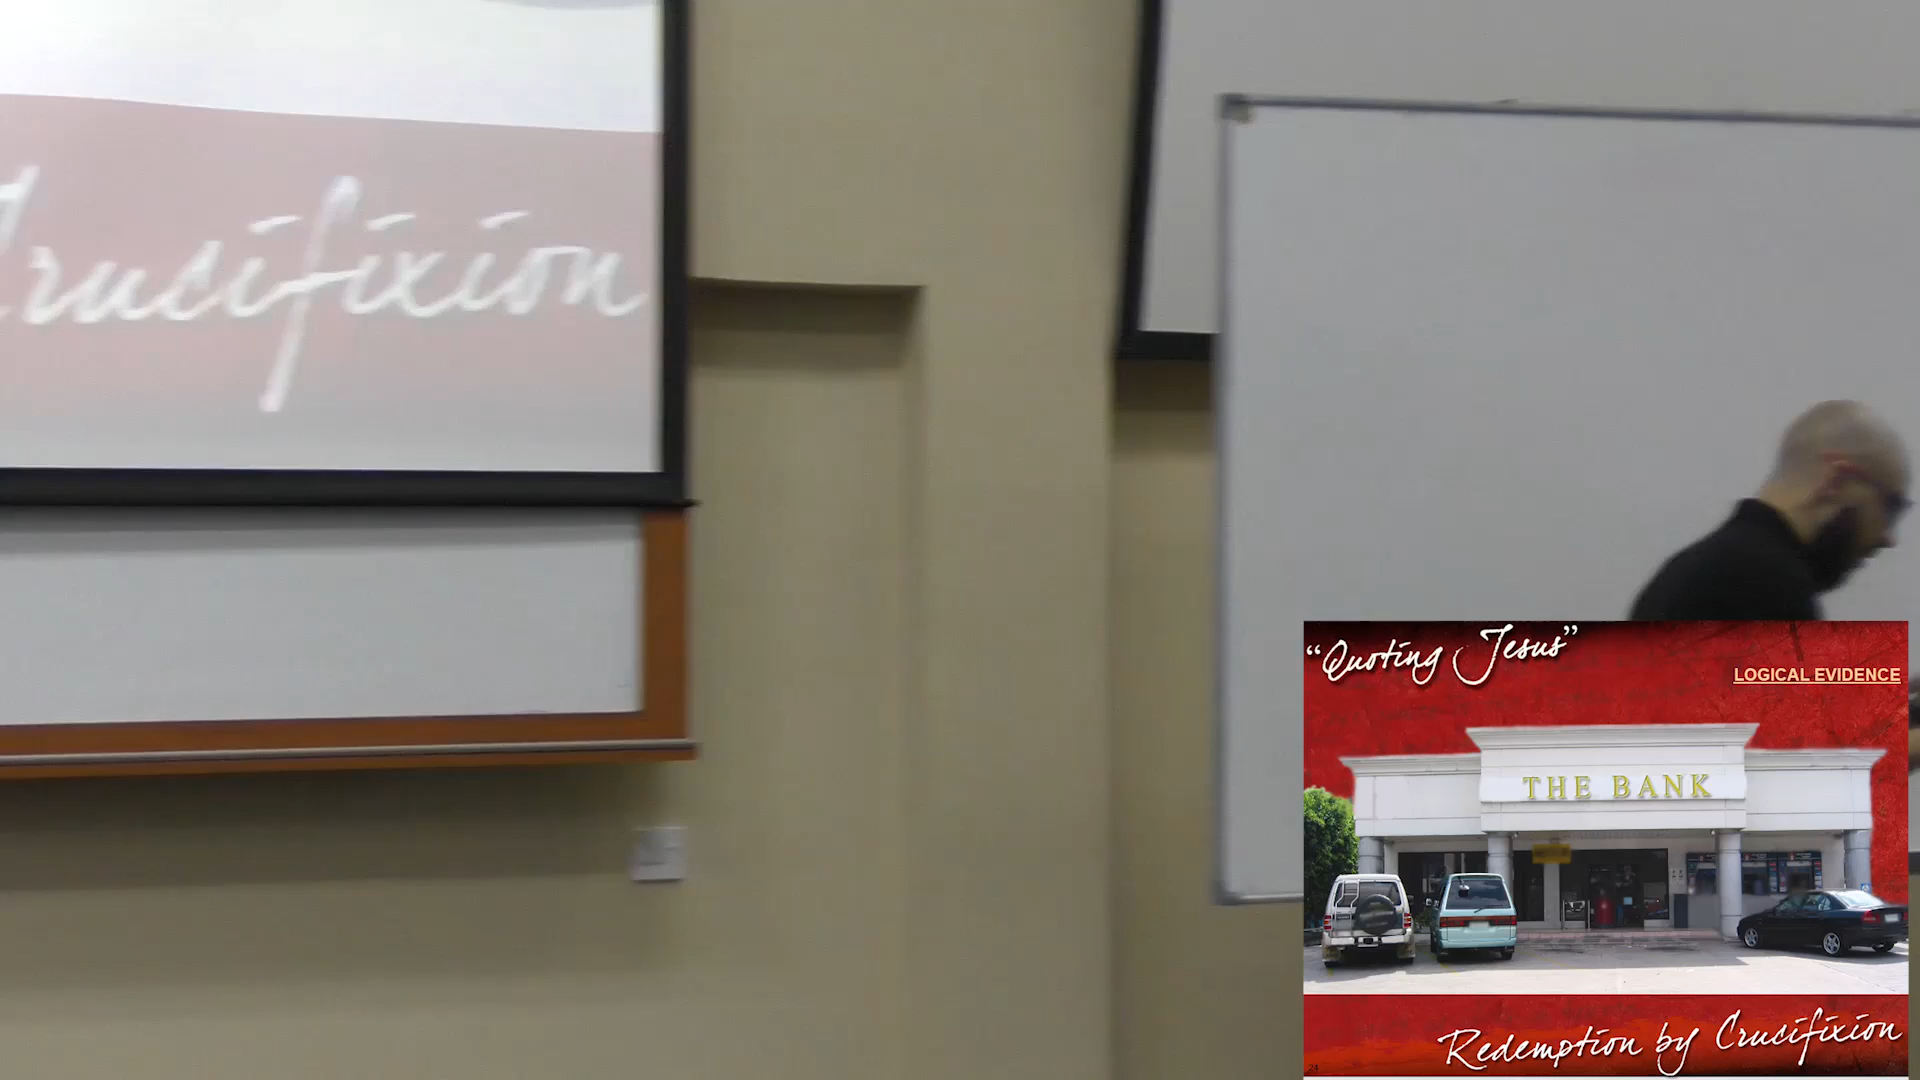 Crucifixion
“Quoting Jesus”
LOGICAL EVIDENCE
THE BANK
Redemption by Crucifixion